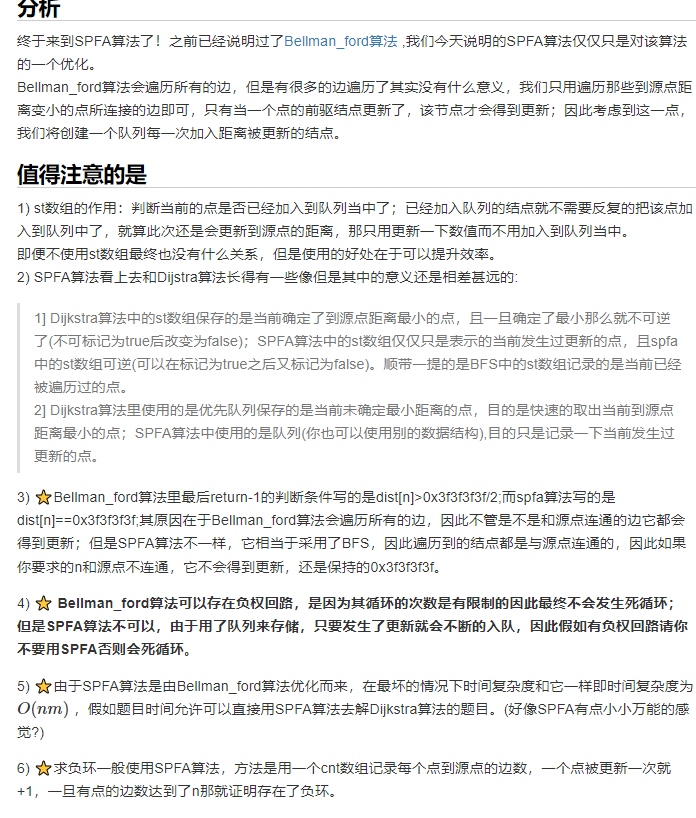 分析
终于来到SPFA算法了！之前已经说明过了Bellman_ford算法 ,我们今天说明的SPFA算法仅仅只是对该算法
的一个优化。
Bellman_ford算法会遍历所有的边，但是有很多的边遍历了其实没有什么意义，我们只用遍历那些到源点距
离变小的点所连接的边即可，只有当一个点的前驱结点更新了，该节点才会得到更新；因此考虑到这一点，
我们将创建一个队列每一次加入距离被更新的结点。
值得注意的是
1) st数组的作用：判断当前的点是否已经加入到队列当中了；已经加入队列的结点就不需要反复的把该点加
入到队列中了，就算此次还是会更新到源点的距离，那只用更新一下数值而不用加入到队列当中。
即便不使用st数组最终也没有什么关系，但是使用的好处在于可以提升效率。
2) SPFA算法看上去和Dijstra算法长得有一些像但是其中的意义还是相差甚远的:
1] Dijkstra算法中的st数组保存的是当前确定了到源点距离最小的点，且一旦确定了最小那么就不可逆
了(不可标记为true后改变为false)；SPFA算法中的st数组仅仅只是表示的当前发生过更新的点，且spfa
中的st数组可逆(可以在标记为true之后又标记为false)。顺带一提的是BFS中的st数组记录的是当前已经
被遍历过的点。
2] Dijkstra算法里使用的是优先队列保存的是当前未确定最小距离的点，目的是快速的取出当前到源点
距离最小的点；SPFA算法中使用的是队列(你也可以使用别的数据结构),目的只是记录一下当前发生过
更新的点。
3) ⭐Bellman_ford算法里最后return-1的判断条件写的是dist[n]>0x3f3f3f3f/2;而spfa算法写的是
dist[n]==0x3f3f3f3f;其原因在于Bellman_ford算法会遍历所有的边，因此不管是不是和源点连通的边它都会
得到更新；但是SPFA算法不一样，它相当于采用了BFS，因此遍历到的结点都是与源点连通的，因此如果
你要求的n和源点不连通，它不会得到更新，还是保持的0x3f3f3f3f。
4) ⭐ Bellman_ford算法可以存在负权回路，是因为其循环的次数是有限制的因此最终不会发生死循环；
但是SPFA算法不可以，由于用了队列来存储，只要发生了更新就会不断的入队，因此假如有负权回路请你
不要用SPFA否则会死循环。
5) ⭐由于SPFA算法是由Bellman_ford算法优化而来，在最坏的情况下时间复杂度和它一样即时间复杂度为
O(nm) ，假如题目时间允许可以直接用SPFA算法去解Dijkstra算法的题目。(好像SPFA有点小小万能的感
觉?)
6) ⭐求负环一般使用SPFA算法，方法是用一个cnt数组记录每个点到源点的边数，一个点被更新一次就
+1，一旦有点的边数达到了n那就证明存在了负环。